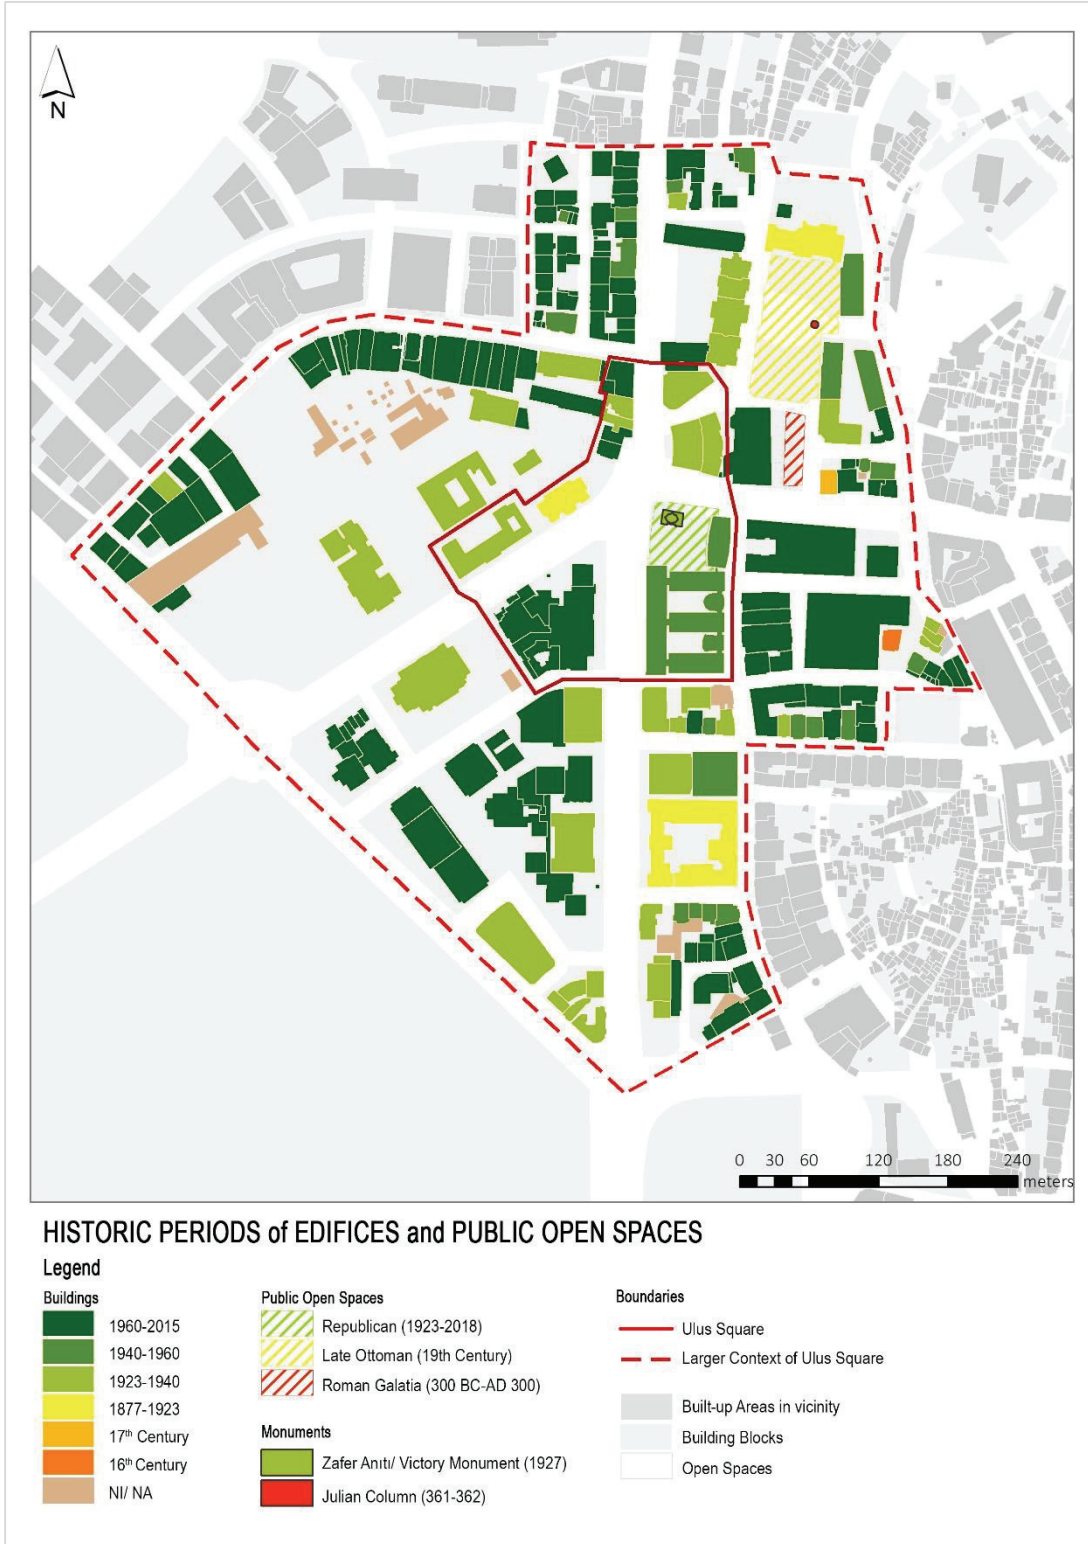 N
0 30 60 120 180 240
meters
HISTORIC PERIODS of EDIFICES and PUBLIC OPEN SPACES
Legend
Buildings
1960-2015
1940-1960
1923-1940
1877-1923
17th Century
16th Century
NI/ NA
Public Open Spaces
Republican (1923-2018)
Late Ottoman (19th Century)
Roman Galatia (300 BC-AD 300)
Monuments
Zafer Anıtı/ Victory Monument (1927)
Julian Column (361-362)
Boundaries
Ulus Square
Larger Context of Ulus Square
Built-up Areas in vicinity
Building Blocks
Open Spaces